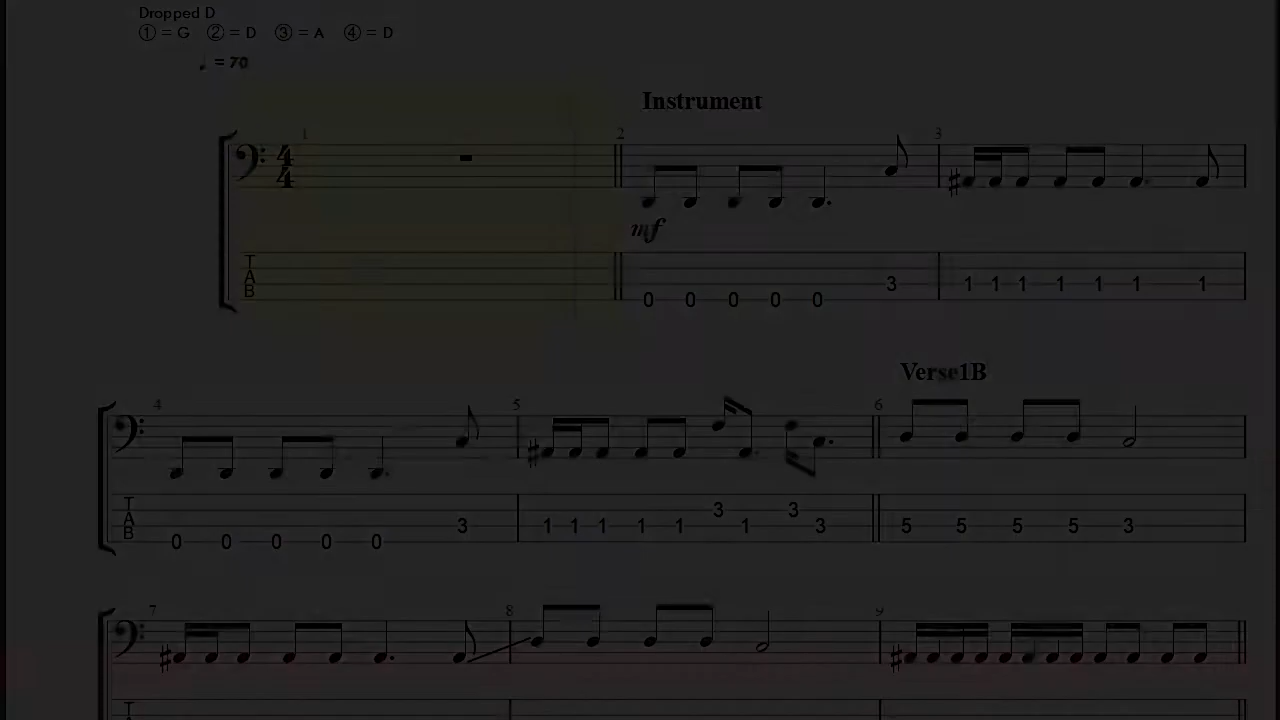 Dropped D
① = G ② = D ③ = A ④ = D
♩ = 70
Instrument
1 2 3
4
4
mf
T
A
B
3 1 1 1 1 1 1 1
0 0 0 0 0
Verse1B
4 5 6
T
A
B
3 3
3 1 1 1 1 1 1 3 5 5 5 5 3
0 0 0 0 0
7 8 9